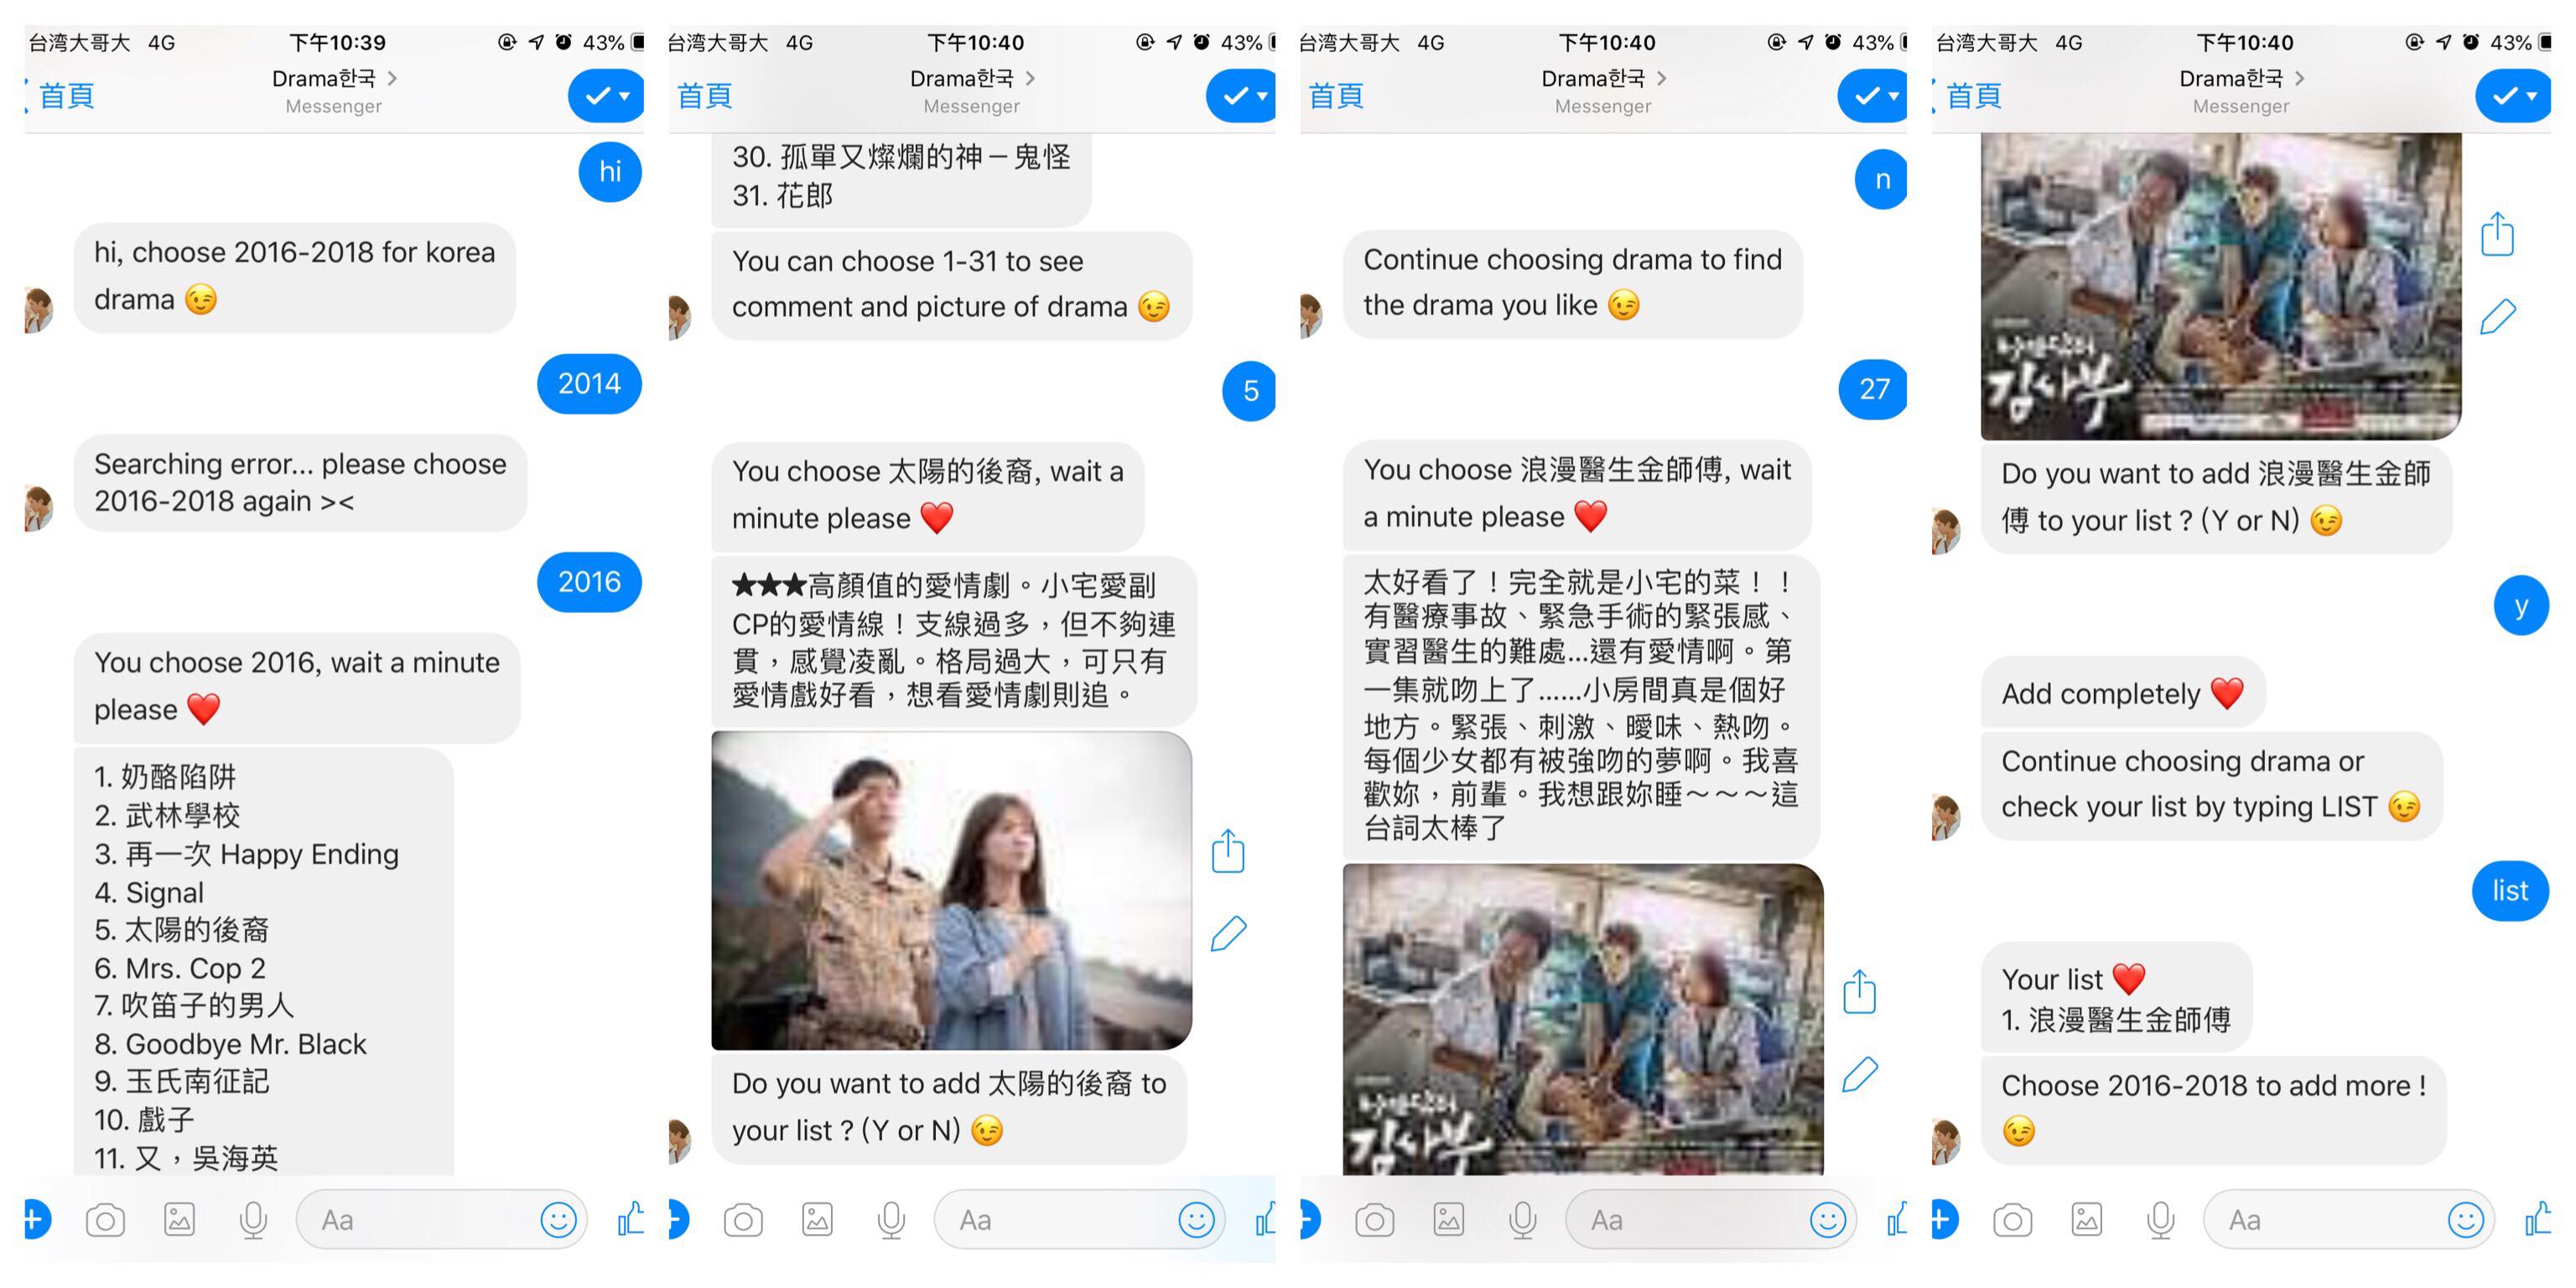 台湾大哥大 4G 下午10:39 43%
首頁 Drama한국
Messenger
hi
hi, choose 2016-2018 for korea
drama 😉
2014
Searching error... please choose
2016-2018 again ><
2016
You choose 2016, wait a minute
please ❤️
1. 奶酪陷阱
2. 武林學校
3. 再一次 Happy Ending
4. Signal
5. 太陽的後裔
6. Mrs. Cop 2
7. 吹笛子的男人
8. Goodbye Mr. Black
9. 玉氏南征記
10. 戲子
11. 又，吳海英
Aa
台湾大哥大 4G 下午10:40 43%
首頁 Drama한국
Messenger
30. 孤單又燦爛的神－鬼怪
31. 花郎
You can choose 1-31 to see
comment and picture of drama 😉
5
You choose 太陽的後裔, wait a
minute please ❤️
★★★高顏值的愛情劇。小宅愛副
CP的愛情線！支線過多，但不夠連
貫，感覺凌亂。格局過大，可只有
愛情戲好看，想看愛情劇則追。
Do you want to add 太陽的後裔 to
your list ? (Y or N) 😉
Aa
台湾大哥大 4G 下午10:40 43%
首頁 Drama한국
Messenger
n
Continue choosing drama to find
the drama you like 😉
27
You choose 浪漫醫生金師傅, wait
a minute please ❤️
太好看了！完全就是小宅的菜！！
有醫療事故、緊急手術的緊張感、
實習醫生的難處...還有愛情啊。第
一集就吻上了......小房間真是個好
地方。緊張、刺激、曖昧、熱吻。
每個少女都有被強吻的夢啊。我喜
歡妳，前輩。我想跟妳睡～～～這
台詞太棒了
김사부
Aa
台湾大哥大 4G 下午10:40 43%
首頁 Drama한국
Messenger
김사부
Do you want to add 浪漫醫生金師
傅 to your list ? (Y or N) 😉
y
Add completely ❤️
Continue choosing drama or
check your list by typing LIST 😉
list
Your list ❤️
1. 浪漫醫生金師傅
Choose 2016-2018 to add more !
😉
Aa